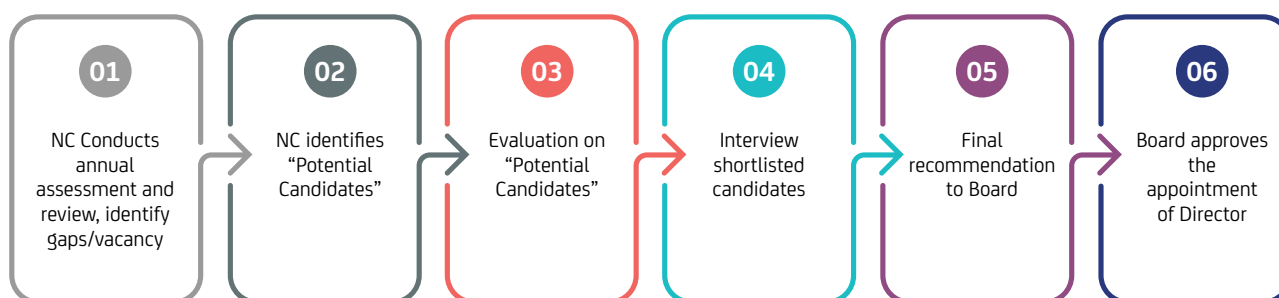 01
NC Conducts
annual
assessment and
review, identify
gaps/vacancy
02
NC identifies
“Potential
Candidates”
03
Evaluation on
“Potential
Candidates”
04
Interview
shortlisted
candidates
05
Final
recommendation
to Board
06
Board approves
the
appointment
of Director